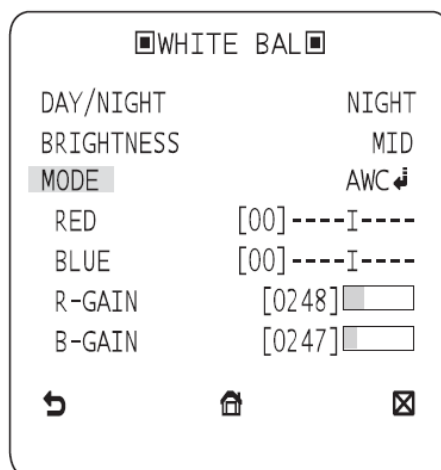 ▣WHITE BAL▣
DAY/NIGHT NIGHT
BRIGHTNESS MID
MODE AWC↲
RED [00]----I----
BLUE [00]----I----
R-GAIN [0248]
B-GAIN [0247]